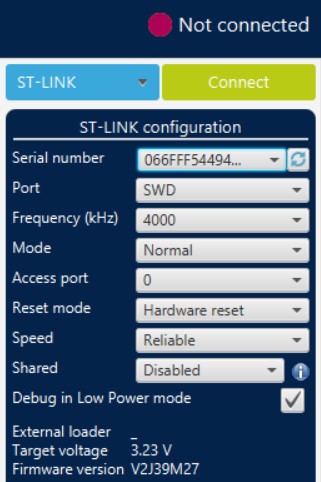 Not connected
ST-LINK Connect
ST-LINK configuration
Serial number 066FFF54494...
Port SWD
Frequency (kHz) 4000
Mode Normal
Access port 0
Reset mode Hardware reset
Speed Reliable
Shared Disabled
Debug in Low Power mode
External loader _
Target voltage 3.23 V
Firmware version V2J39M27